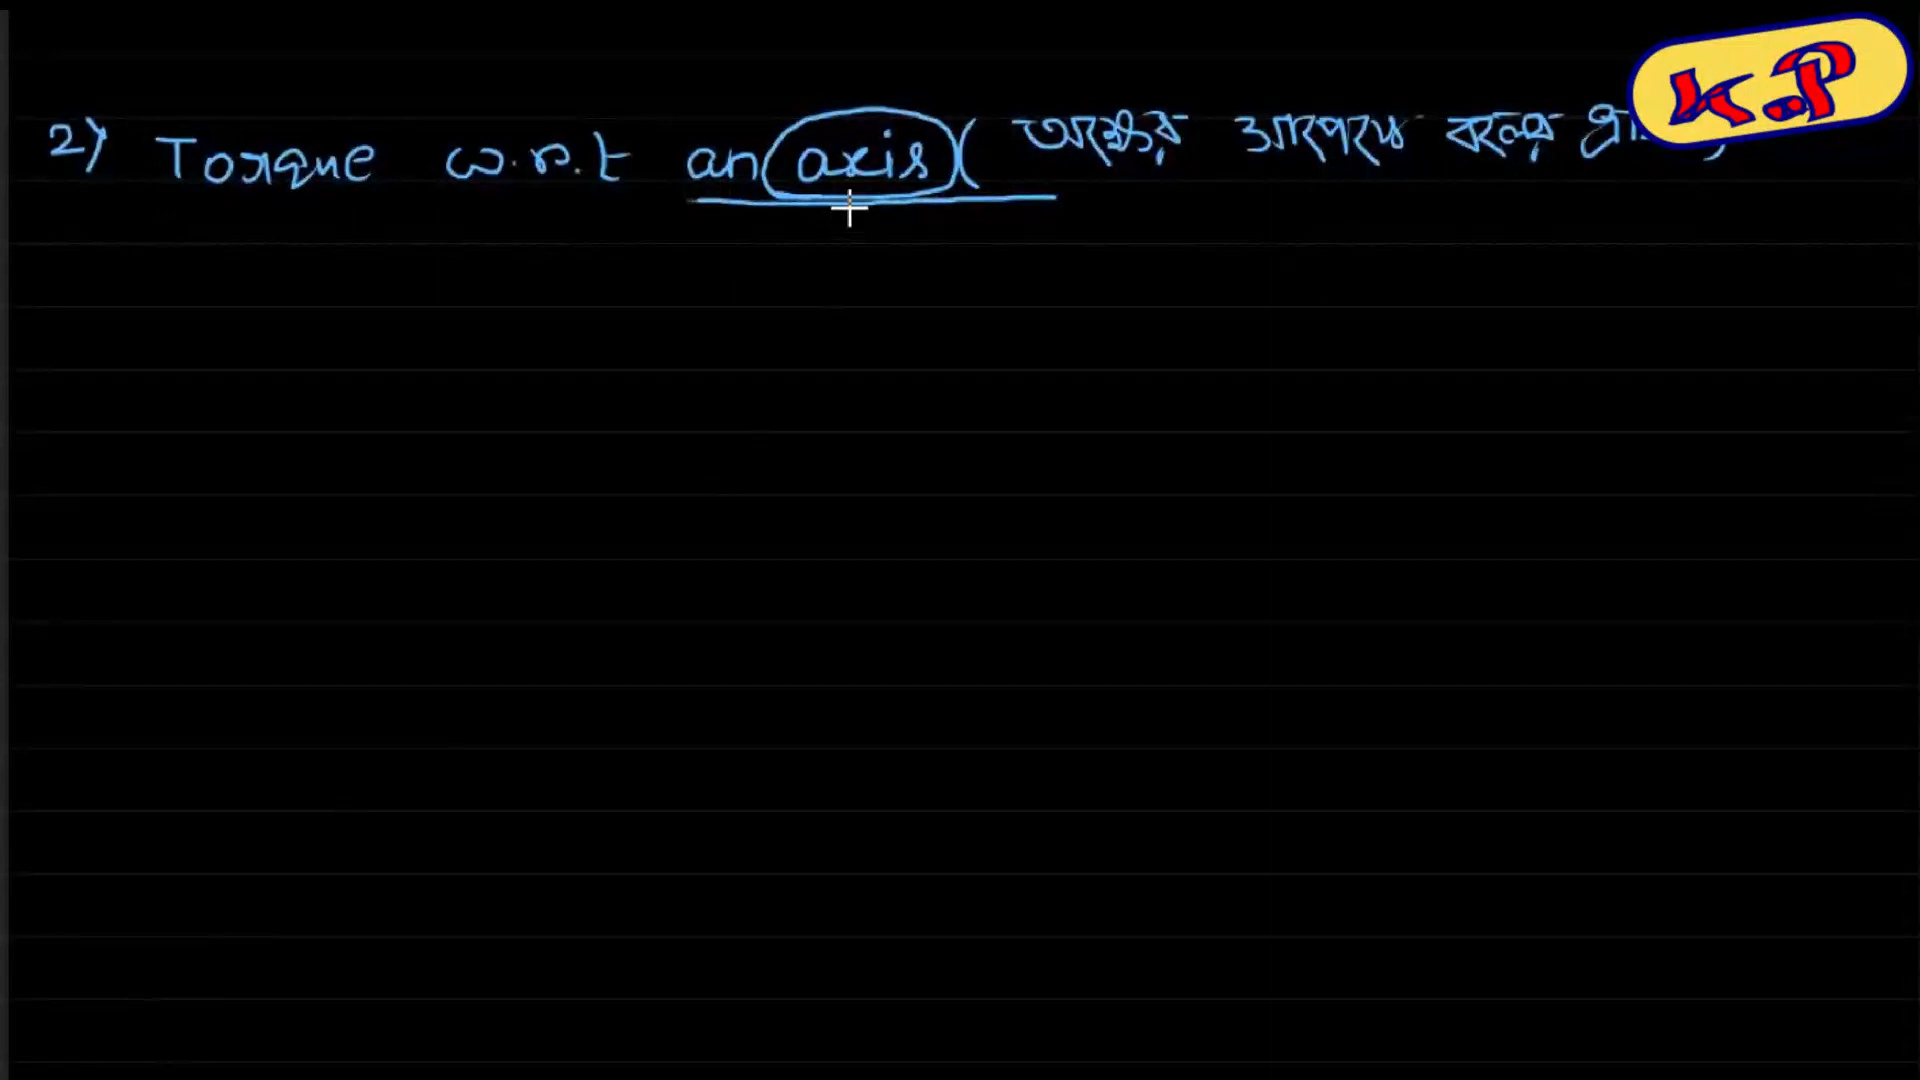 2) Torque w.r.t an axis ( অক্ষের সাপেক্ষে বলের
K.P